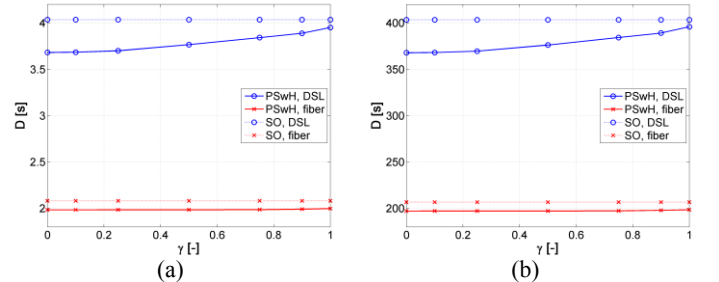 4
3.5
3
2.5
2
D [s]
0 0.2 0.4 0.6 0.8 1
γ [-]
PSwH, DSL
PSwH, fiber
SO, DSL
SO, fiber
(a)
400
350
300
250
200
D [s]
0 0.2 0.4 0.6 0.8 1
γ [-]
PSwH, DSL
PSwH, fiber
SO, DSL
SO, fiber
(b)